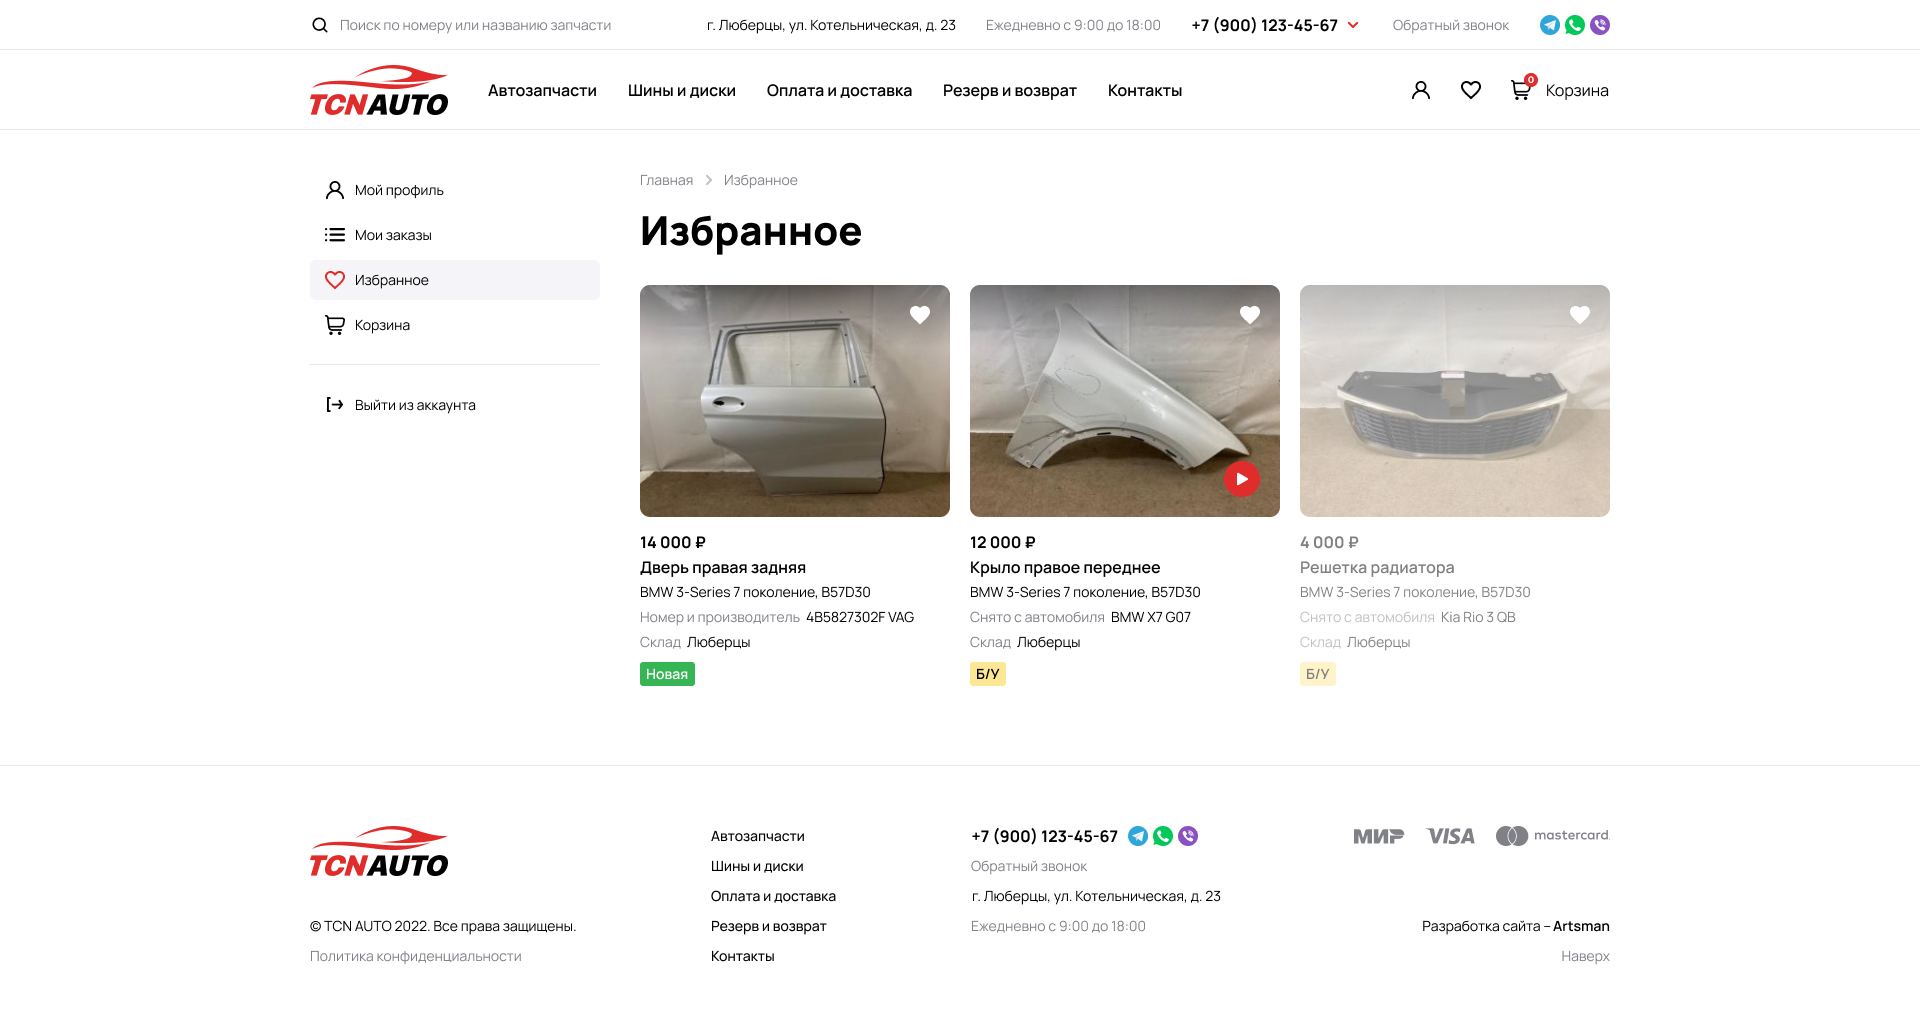 Поиск по номеру или названию запчасти
г. Люберцы, ул. Котельническая, д. 23
Ежедневно с 9:00 до 18:00
+7 (900) 123-45-67
Обратный звонок
TCNAUTO
Автозапчасти
Шины и диски
Оплата и доставка
Резерв и возврат
Контакты
0
Корзина
Мой профиль
Мои заказы
Избранное
Корзина
Выйти из аккаунта
Главная
Избранное
Избранное
14 000 ₽
Дверь правая задняя
BMW 3-Series 7 поколение, B57D30
Номер и производитель 4B5827302F VAG
Склад Люберцы
Новая
12 000 ₽
Крыло правое переднее
BMW 3-Series 7 поколение, B57D30
Снято с автомобиля BMW X7 G07
Склад Люберцы
Б/У
4 000 ₽
Решетка радиатора
BMW 3-Series 7 поколение, B57D30
Снято с автомобиля Kia Rio 3 QB
Склад Люберцы
Б/У
TCNAUTO
© TCN AUTO 2022. Все права защищены.
Политика конфиденциальности
Автозапчасти
Шины и диски
Оплата и доставка
Резерв и возврат
Контакты
+7 (900) 123-45-67
Обратный звонок
г. Люберцы, ул. Котельническая, д. 23
Ежедневно с 9:00 до 18:00
МИР
VISA
mastercard.
Разработка сайта – Artsman
Наверх